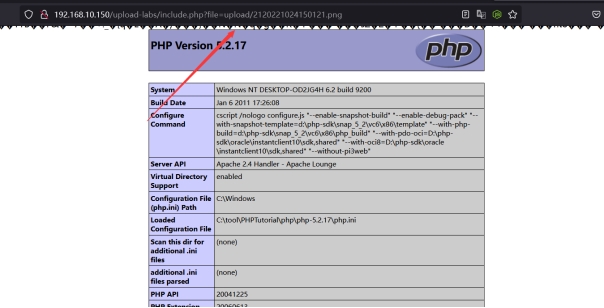 192.168.10.150/upload-labs/include.php?file=upload/2120221024150121.png
PHP Version 5.2.17
php
System Windows NT DESKTOP-OD2JG4H 6.2 build 9200
Build Date Jan 6 2011 17:26:08
Configure Command cscript /nologo configure.js "--enable-snapshot-build" "--enable-debug-pack" "--
with-snapshot-template=d:\php-sdk\snap_5_2\vc6\x86\template" "--with-php-
build=d:\php-sdk\snap_5_2\vc6\x86\php_build" "--with-pdo-oci=D:\php-
sdk\oracle\instantclient10\sdk,shared" "--with-oci8=D:\php-sdk\oracle
\instantclient10\sdk,shared" "--without-pi3web"
Server API Apache 2.4 Handler - Apache Lounge
Virtual Directory
Support enabled
Configuration File
(php.ini) Path C:\Windows
Loaded
Configuration File C:\tool\PHPTutorial\php\php-5.2.17\php.ini
Scan this dir for
additional .ini
files (none)
additional .ini
files parsed (none)
PHP API 20041225
PHP Extension 20060613